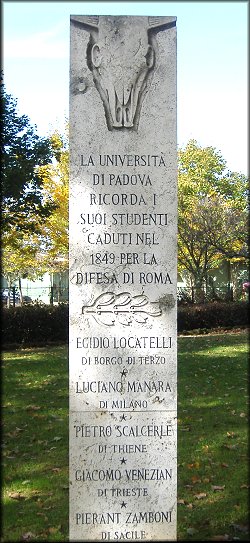 LA UNIVERSITÀ
DI PADOVA
RICORDA I
SUOI STUDENTI
CADUTI NEL
1849 PER LA
DIFESA DI ROMA
EGIDIO LOCATELLI
DI BORGO DI TERZO
LUCIANO MANARA
DI MILANO
PIETRO SCALCERLE
DI THIENE
GIACOMO VENEZIAN
DI TRIESTE
PIERANT ZAMBONI
DI SACILE